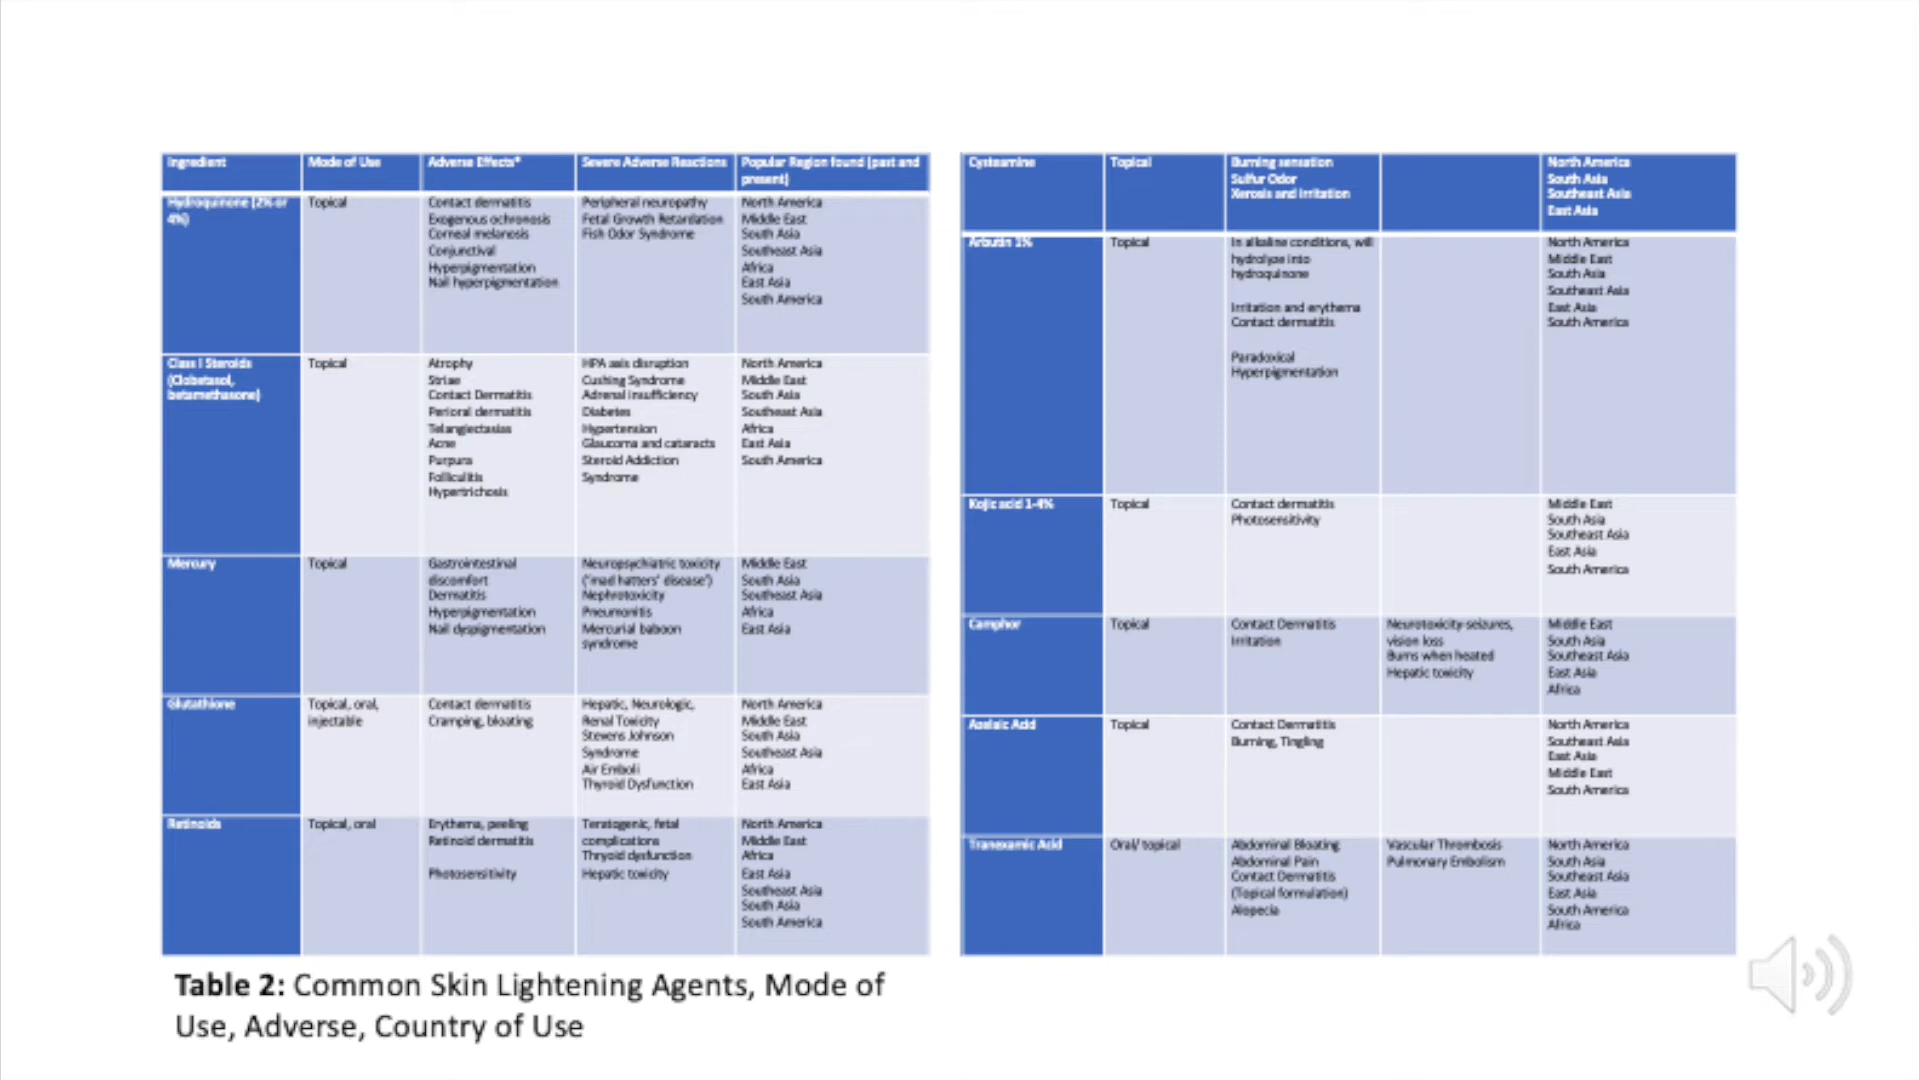 Ingredient
Mode of Use
Adverse Effects*
Severe Adverse Reactions
Popular Region found (past and
present)
Hydroquinone (2% or
4%)
Topical
Contact dermatitis
Exogenous ochronosis
Corneal melanosis
Conjunctival
Hyperpigmentation
Nail hyperpigmentation
Peripheral neuropathy
Fetal Growth Retardation
Fish Odor Syndrome
North America
Middle East
South Asia
Southeast Asia
Africa
East Asia
South America
Class I Steroids
(Clobetasol,
betamethasone)
Topical
Atrophy
Striae
Contact Dermatitis
Perioral dermatitis
Telangiectasias
Acne
Purpura
Folliculitis
Hypertrichosis
HPA axis disruption
Cushing Syndrome
Adrenal insufficiency
Diabetes
Hypertension
Glaucoma and cataracts
Steroid Addiction
Syndrome
North America
Middle East
South Asia
Southeast Asia
Africa
East Asia
South America
Mercury
Topical
Gastrointestinal
discomfort
Dermatitis
Hyperpigmentation
Nail dyspigmentation
Neuropsychiatric toxicity
('mad hatters' disease')
Nephrotoxicity
Pneumonitis
Mercurial baboon
syndrome
Middle East
South Asia
Southeast Asia
Africa
East Asia
Glutathione
Topical, oral,
injectable
Contact dermatitis
Cramping, bloating
Hepatic, Neurologic,
Renal Toxicity
Stevens Johnson
Syndrome
Air Emboli
Thyroid Dysfunction
North America
Middle East
South Asia
Southeast Asia
Africa
East Asia
Retinoids
Topical, oral
Erythema, peeling
Retinoid dermatitis
Photosensitivity
Teratogenic, fetal
complications
Thryoid dysfunction
Hepatic toxicity
North America
Middle East
Africa
East Asia
Southeast Asia
South Asia
South America
Cysteamine
Topical
Burning sensation
Sulfur Odor
Xerosis and Irritation
North America
South Asia
Southeast Asia
East Asia
Arbutin 1%
Topical
In alkaline conditions, will
hydrolyze into
hydroquinone
Irritation and erythema
Contact dermatitis
Paradoxical
Hyperpigmentation
North America
Middle East
South Asia
Southeast Asia
East Asia
South America
Kojic acid 1-4%
Topical
Contact dermatitis
Photosensitivity
Middle East
South Asia
Southeast Asia
East Asia
South America
Camphor
Topical
Contact Dermatitis
Irritation
Neurotoxicity-seizures,
vision loss
Burns when heated
Hepatic toxicity
Middle East
South Asia
Southeast Asia
East Asia
Africa
Azelaic Acid
Topical
Contact Dermatitis
Burning, Tingling
North America
Southeast Asia
East Asia
Middle East
South America
Tranexamic Acid
Oral/ topical
Abdominal Bloating
Abdominal Pain
Contact Dermatitis
(Topical formulation)
Alopecia
Vascular Thrombosis
Pulmonary Embolism
North America
South Asia
Southeast Asia
East Asia
South America
Africa
Table 2: Common Skin Lightening Agents, Mode of
Use, Adverse, Country of Use